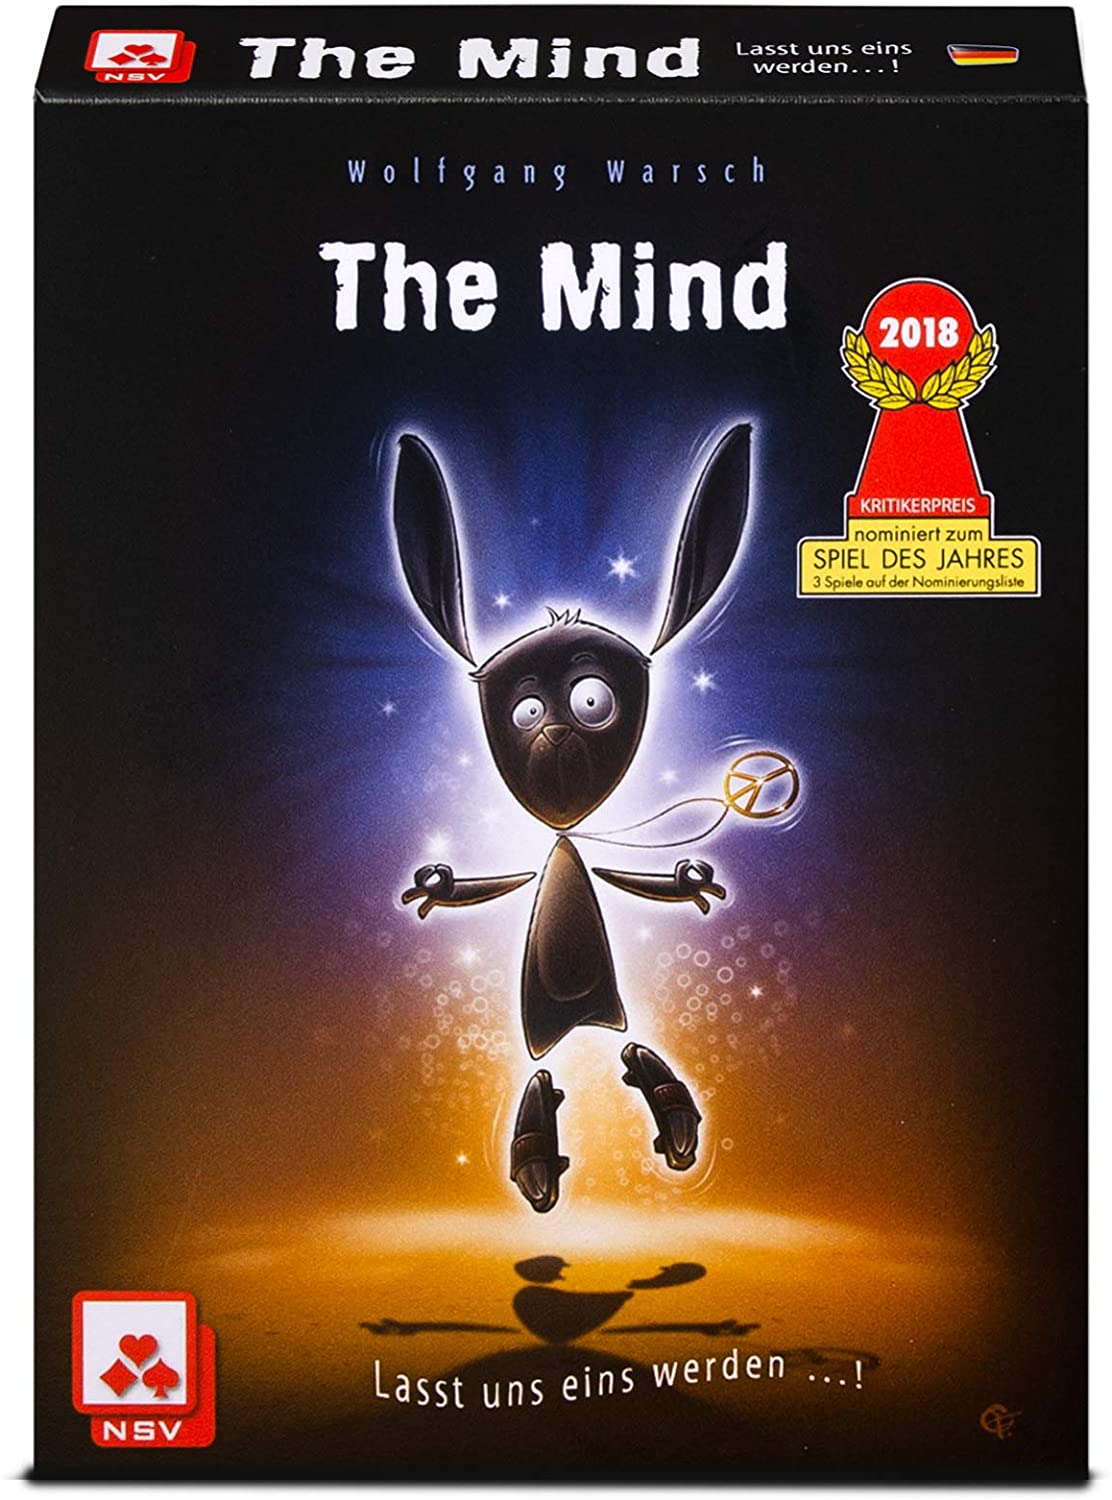 NSV
The Mind
Lasst uns eins
werden...!
Wolfgang Warsch
The Mind
2018
KRITIKERPREIS
nominiert zum
SPIEL DES JAHRES
3 Spiele auf der Nominierungsliste
Lasst uns eins werden ...!
NSV